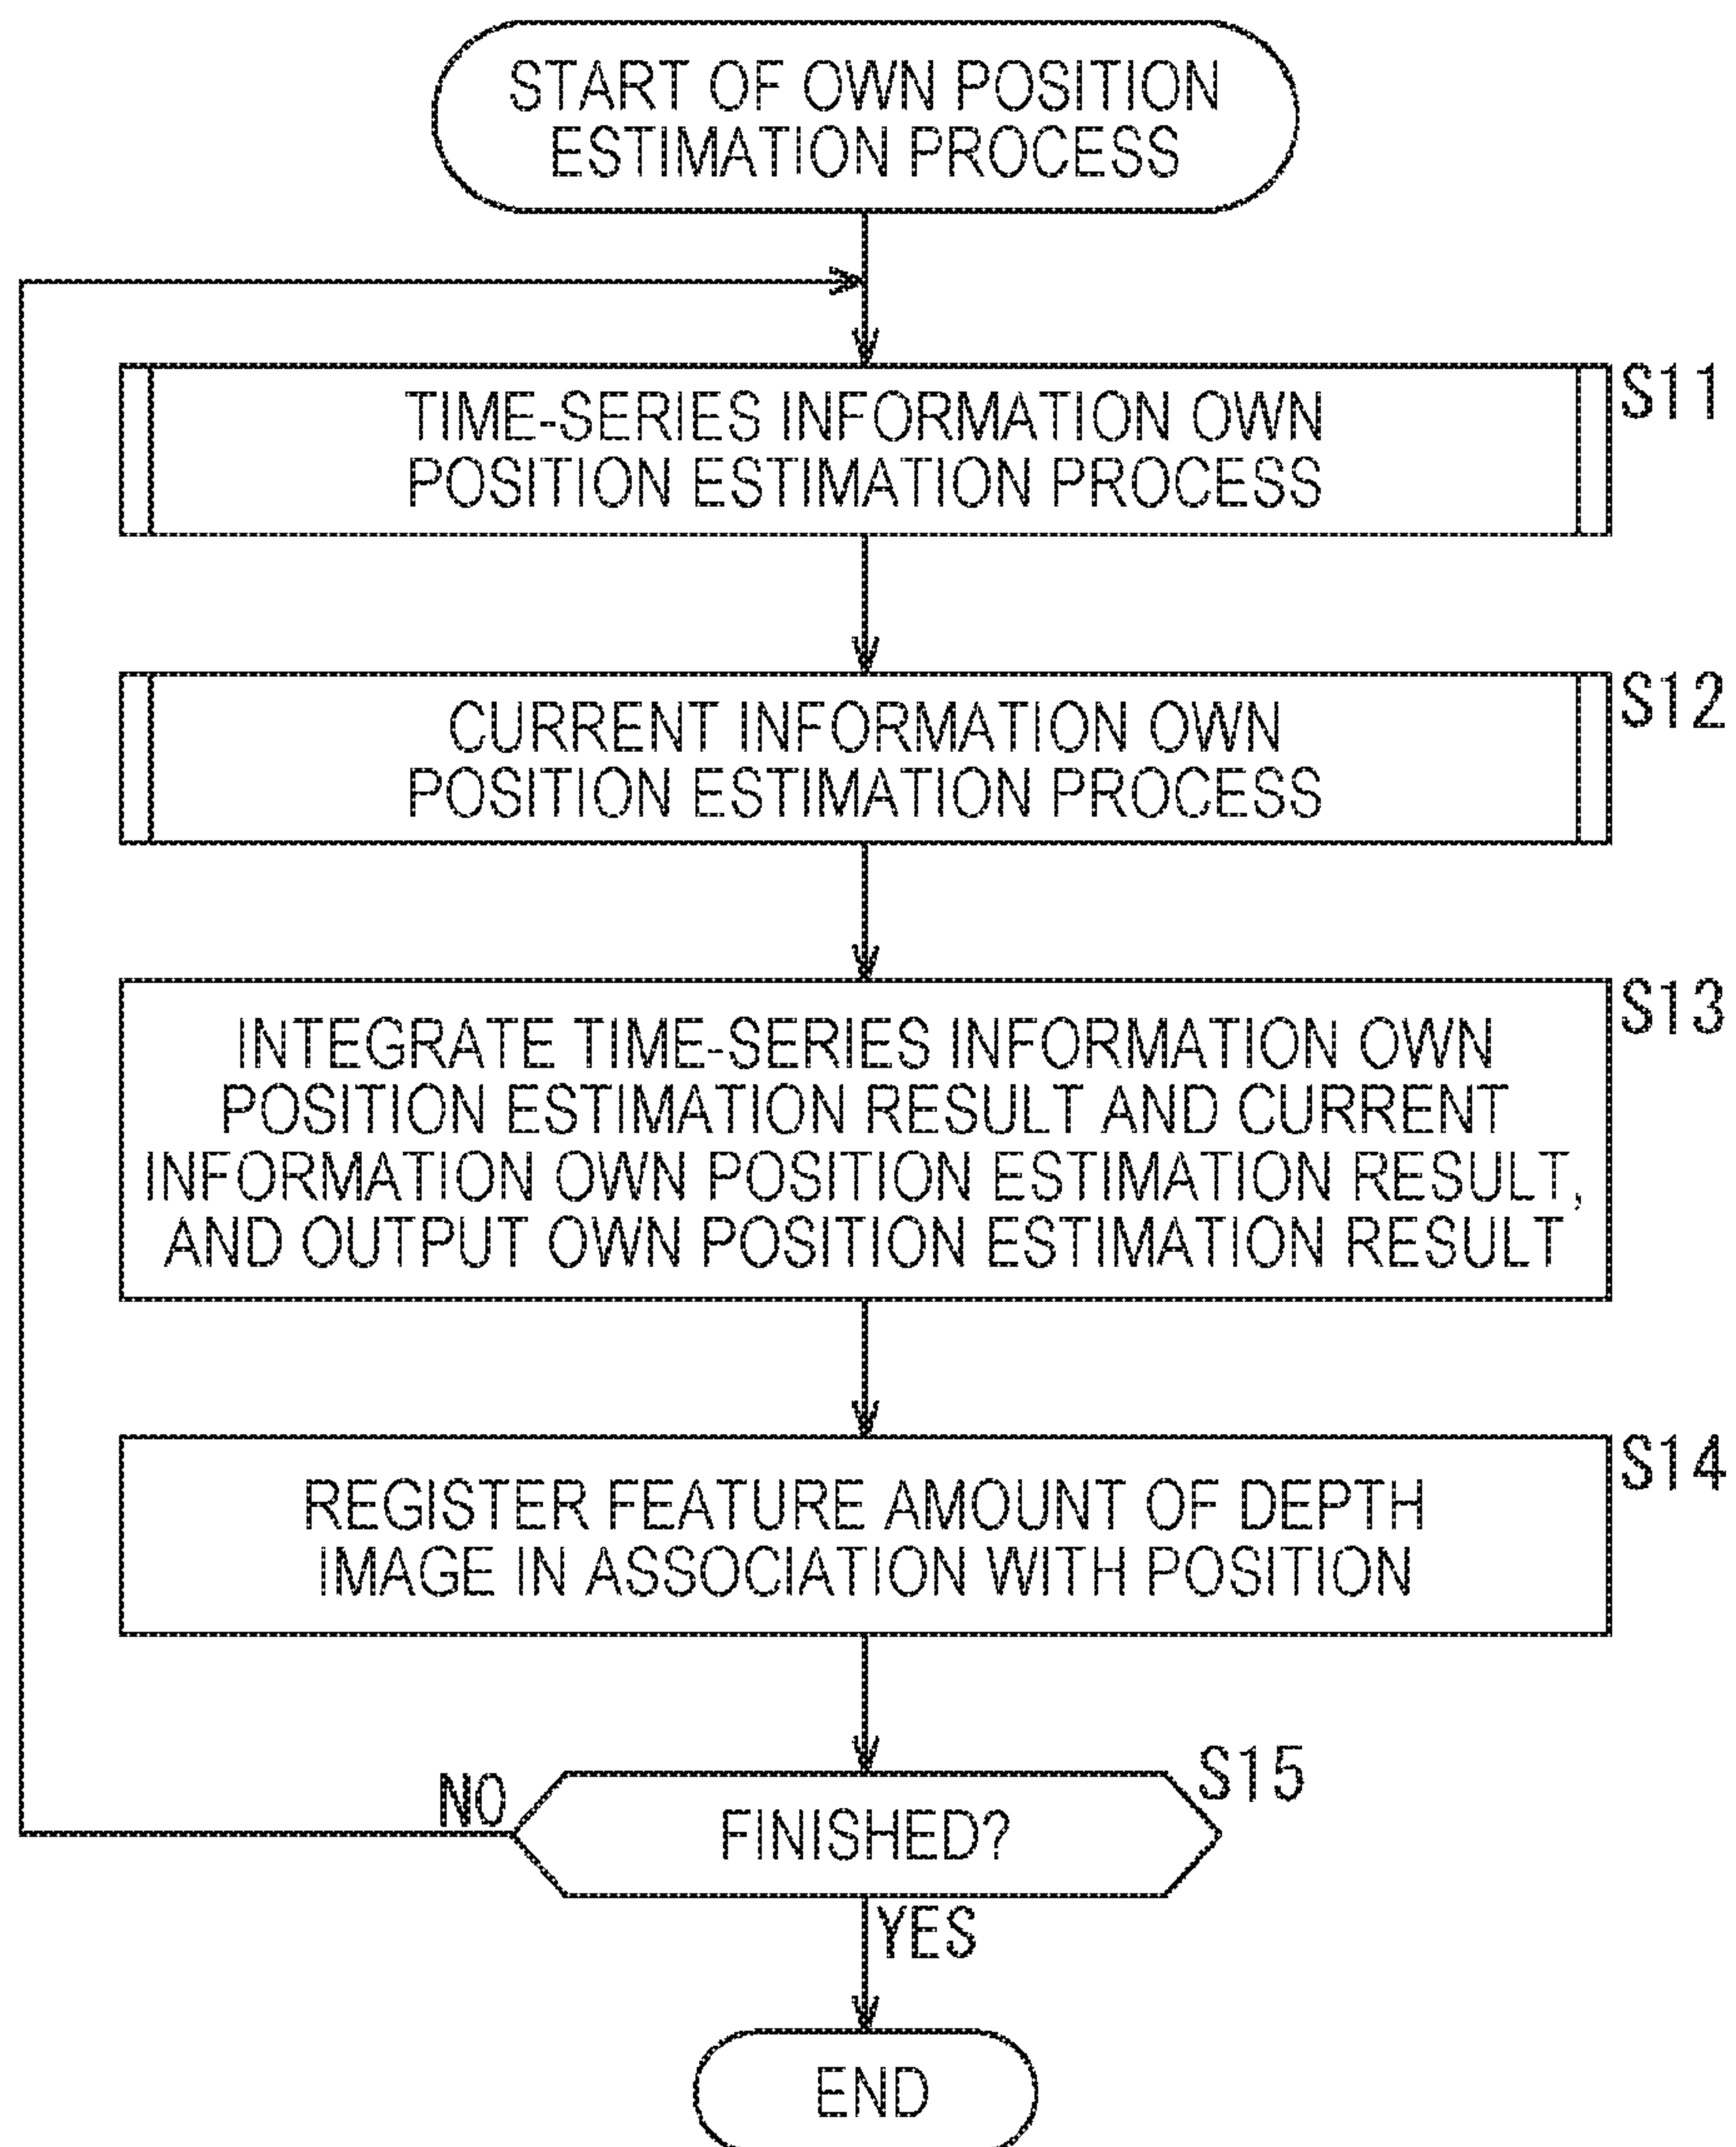 START OF OWN POSITION
ESTIMATION PROCESS
S11
TIME-SERIES INFORMATION OWN
POSITION ESTIMATION PROCESS
S12
CURRENT INFORMATION OWN
POSITION ESTIMATION PROCESS
S13
INTEGRATE TIME-SERIES INFORMATION OWN
POSITION ESTIMATION RESULT AND CURRENT
INFORMATION OWN POSITION ESTIMATION RESULT,
AND OUTPUT OWN POSITION ESTIMATION RESULT
S14
REGISTER FEATURE AMOUNT OF DEPTH
IMAGE IN ASSOCIATION WITH POSITION
S15
NO
FINISHED?
YES
END